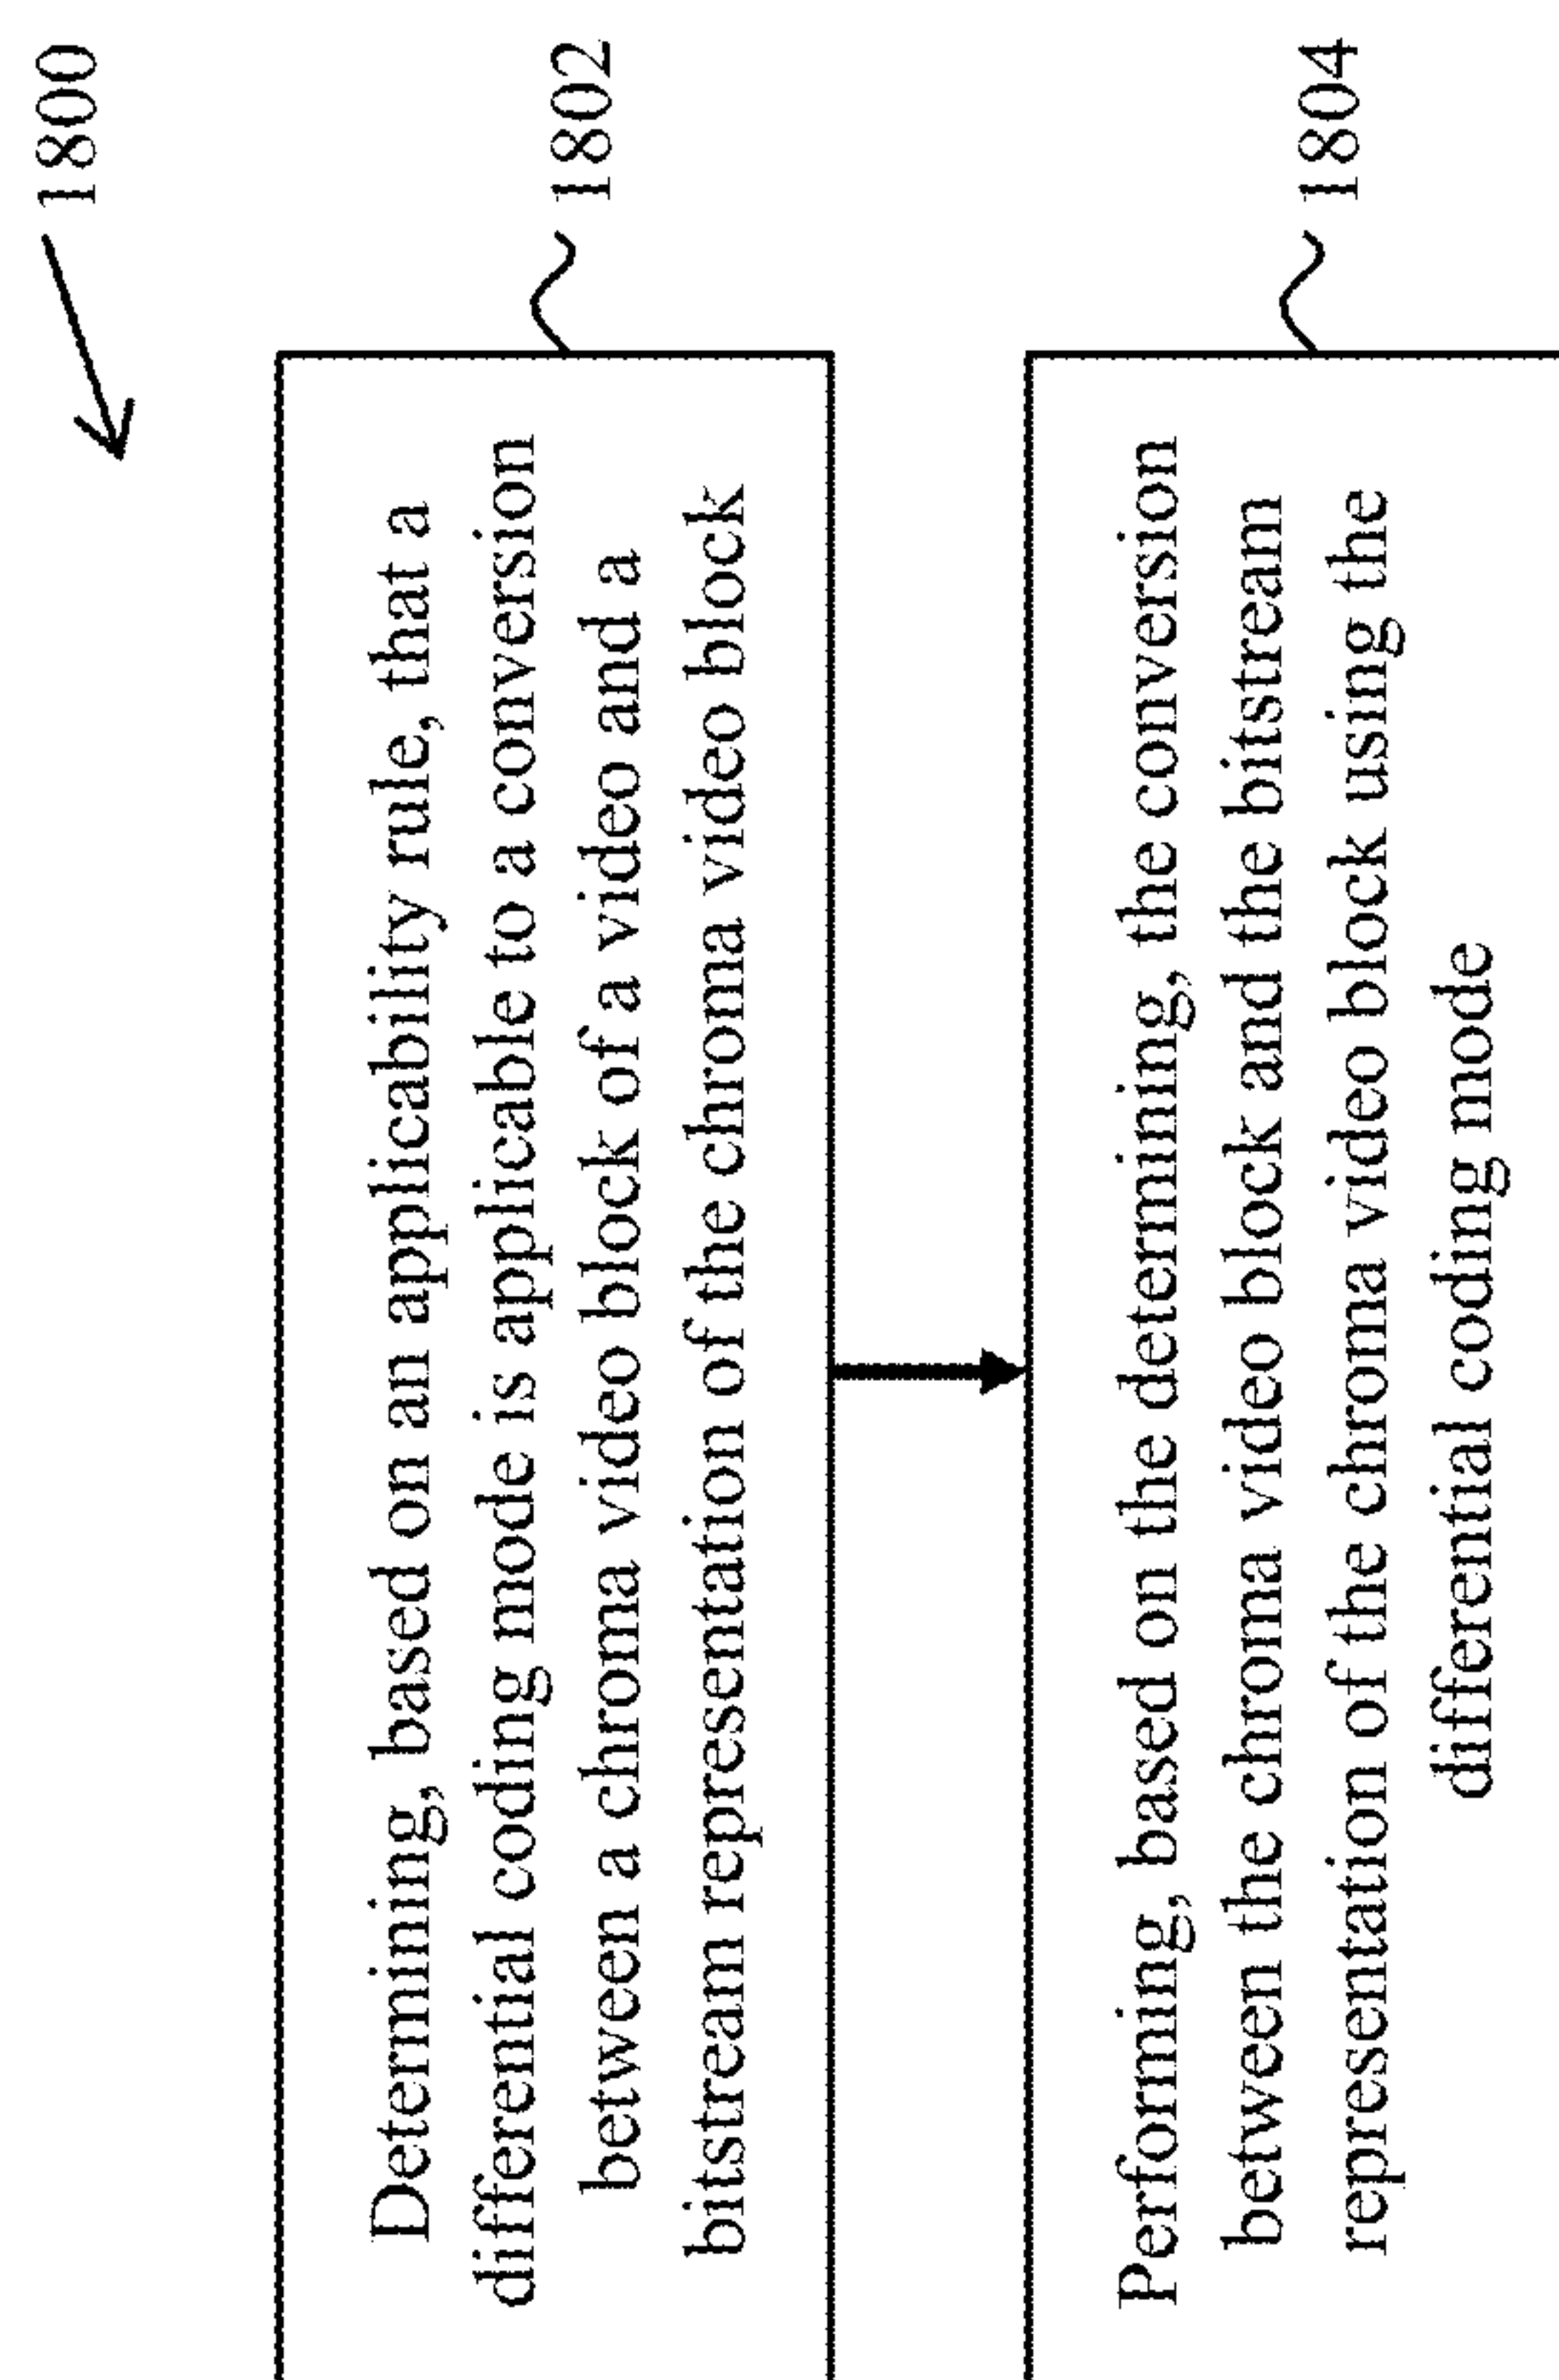 1800
Determining, based on an applicability rule, that a
differential coding mode is applicable to a conversion
between a chroma video block of a video and a
bitstream representation of the chroma video block
1802
Performing, based on the determining, the conversion
between the chroma video block and the bitstream
representation of the chroma video block using the
differential coding mode
1804